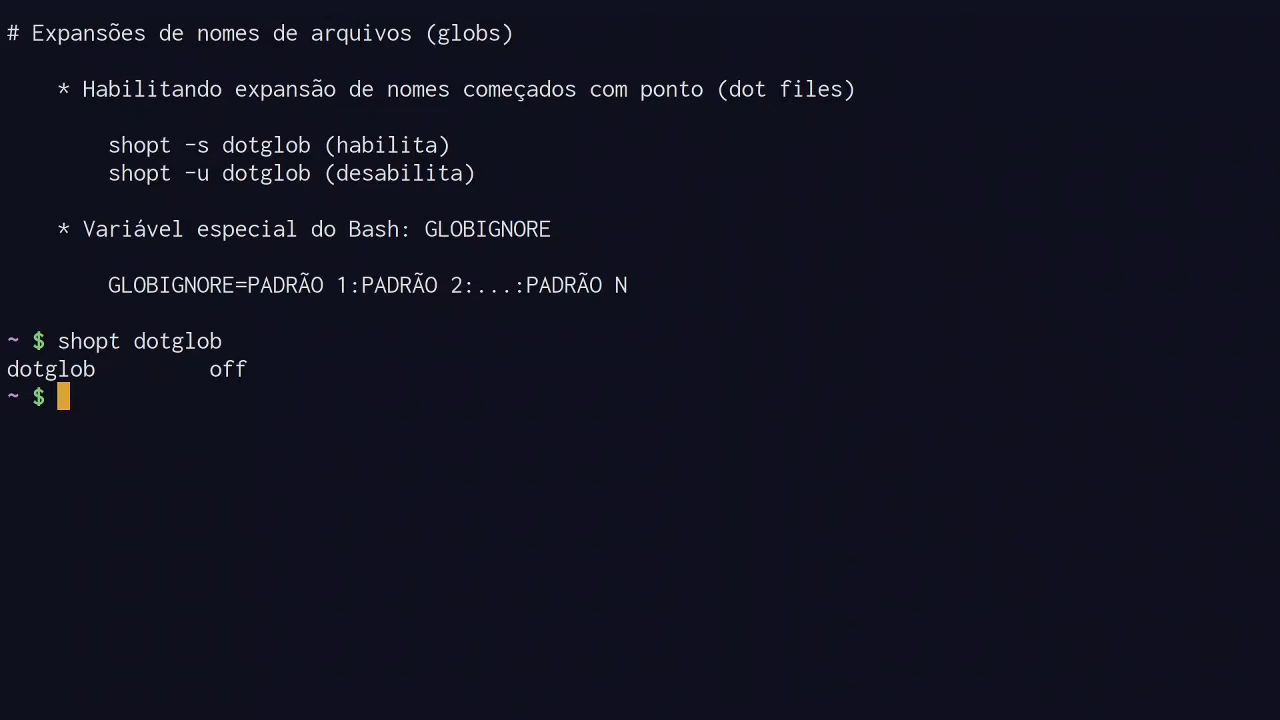 # Expansões de nomes de arquivos (globs)
* Habilitando expansão de nomes começados com ponto (dot files)
shopt -s dotglob (habilita)
shopt -u dotglob (desabilita)
* Variável especial do Bash: GLOBIGNORE
GLOBIGNORE=PADRÃO 1:PADRÃO 2:...:PADRÃO N
~ $ shopt dotglob
dotglob         off
~ $